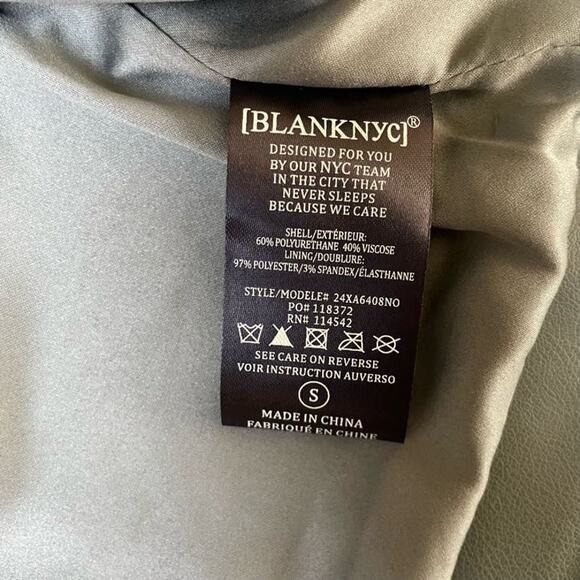 [BLANKNYC]®
DESIGNED FOR YOU
BY OUR NYC TEAM
IN THE CITY THAT
NEVER SLEEPS
BECAUSE WE CARE
SHELL/EXTÉRIEUR:
60% POLYURETHANE 40% VISCOSE
LINING/DOUBLURE:
97% POLYESTER/3% SPANDEX/ÉLASTHANNE
STYLE/MODELE# 24XA6408NO
PO# 118372
RN# 114542
SEE CARE ON REVERSE
VOIR INSTRUCTION AUVERSO
S
MADE IN CHINA
FABRIQUÉ EN CHINE